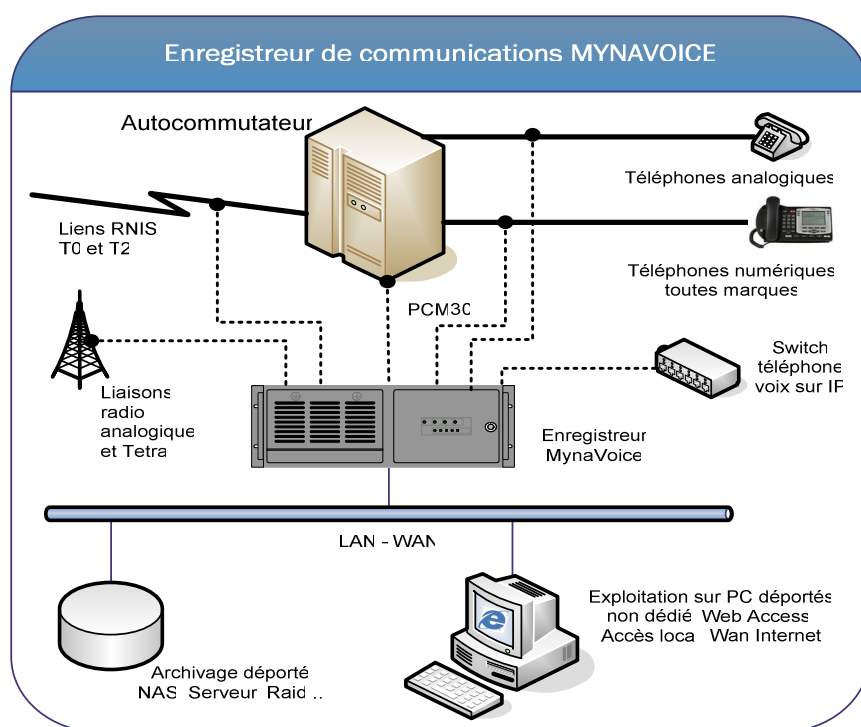 Enregistreur de communications MYNAVOICE
Autocommutateur
Téléphones analogiques
Liens RNIS
T0 et T2
Téléphones numériques
toutes marques
PCM30
Switch
téléphone
voix sur IP
Liaisons
radio
analogique
et Tetra
Enregistreur
MynaVoice
LAN - WAN
Exploitation sur PC déportés
non dédié Web Access
Accès loca Wan Internet
Archivage déporté
NAS Serveur Raid ..